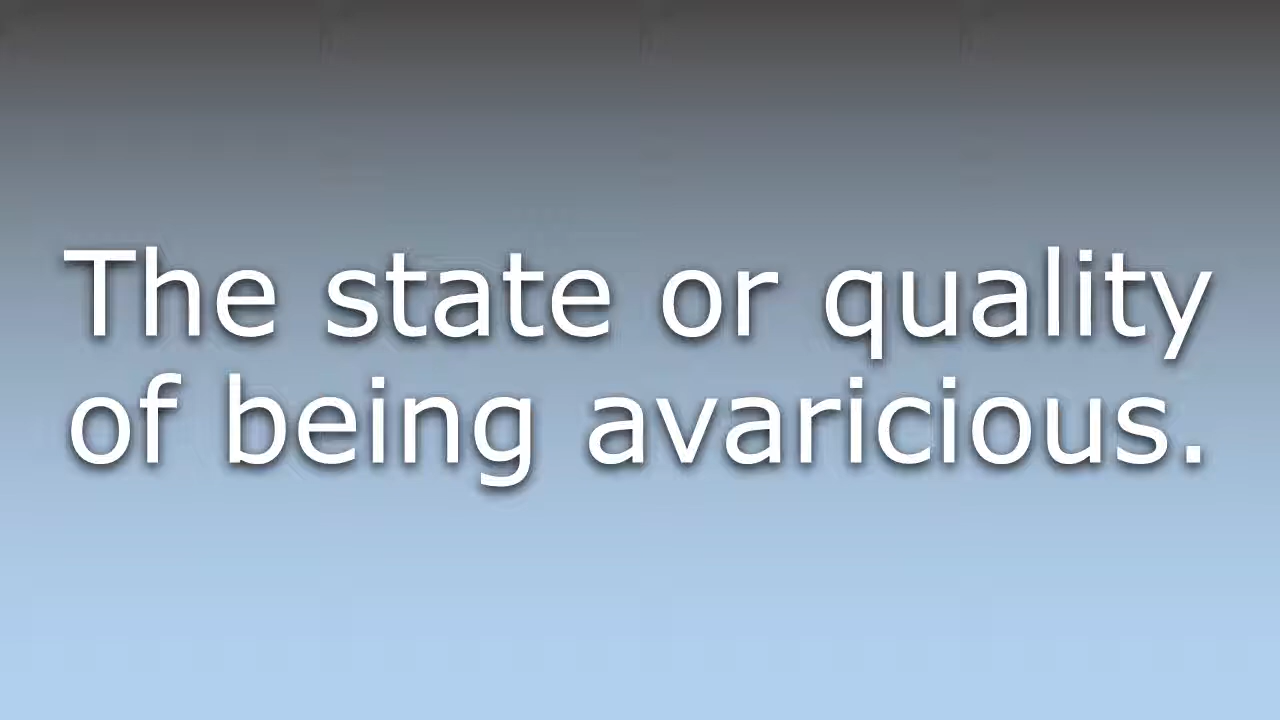 The state or quality
of being avaricious.